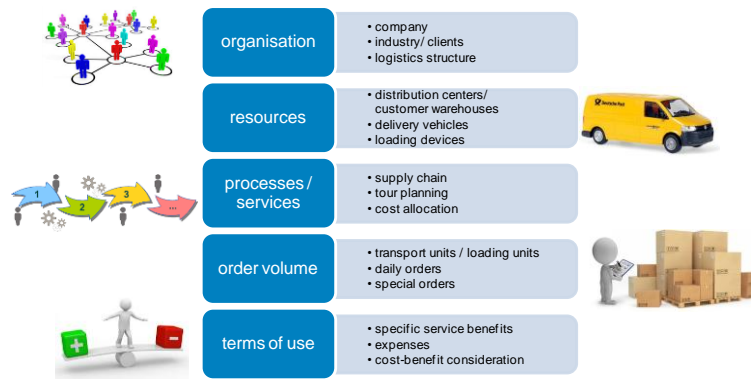 organisation
• company
• industry/ clients
• logistics structure
resources
• distribution centers/
customer warehouses
• delivery vehicles
• loading devices
Deutsche Post
1
2
3
...
processes /
services
• supply chain
• tour planning
• cost allocation
order volume
• transport units / loading units
• daily orders
• special orders
+
-
terms of use
• specific service benefits
• expenses
• cost-benefit consideration